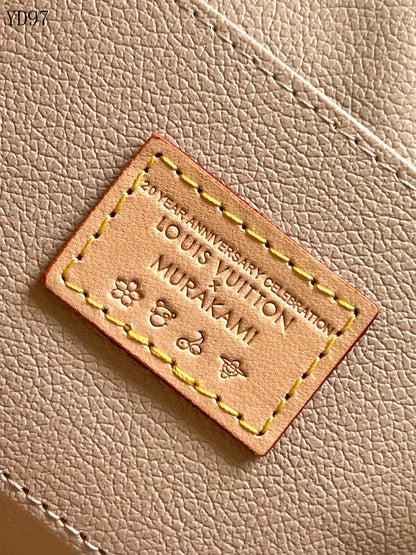 YD97
20 YEAR ANNIVERSARY CELEBRATION
LOUIS VUITTON
×
MURAKAMI